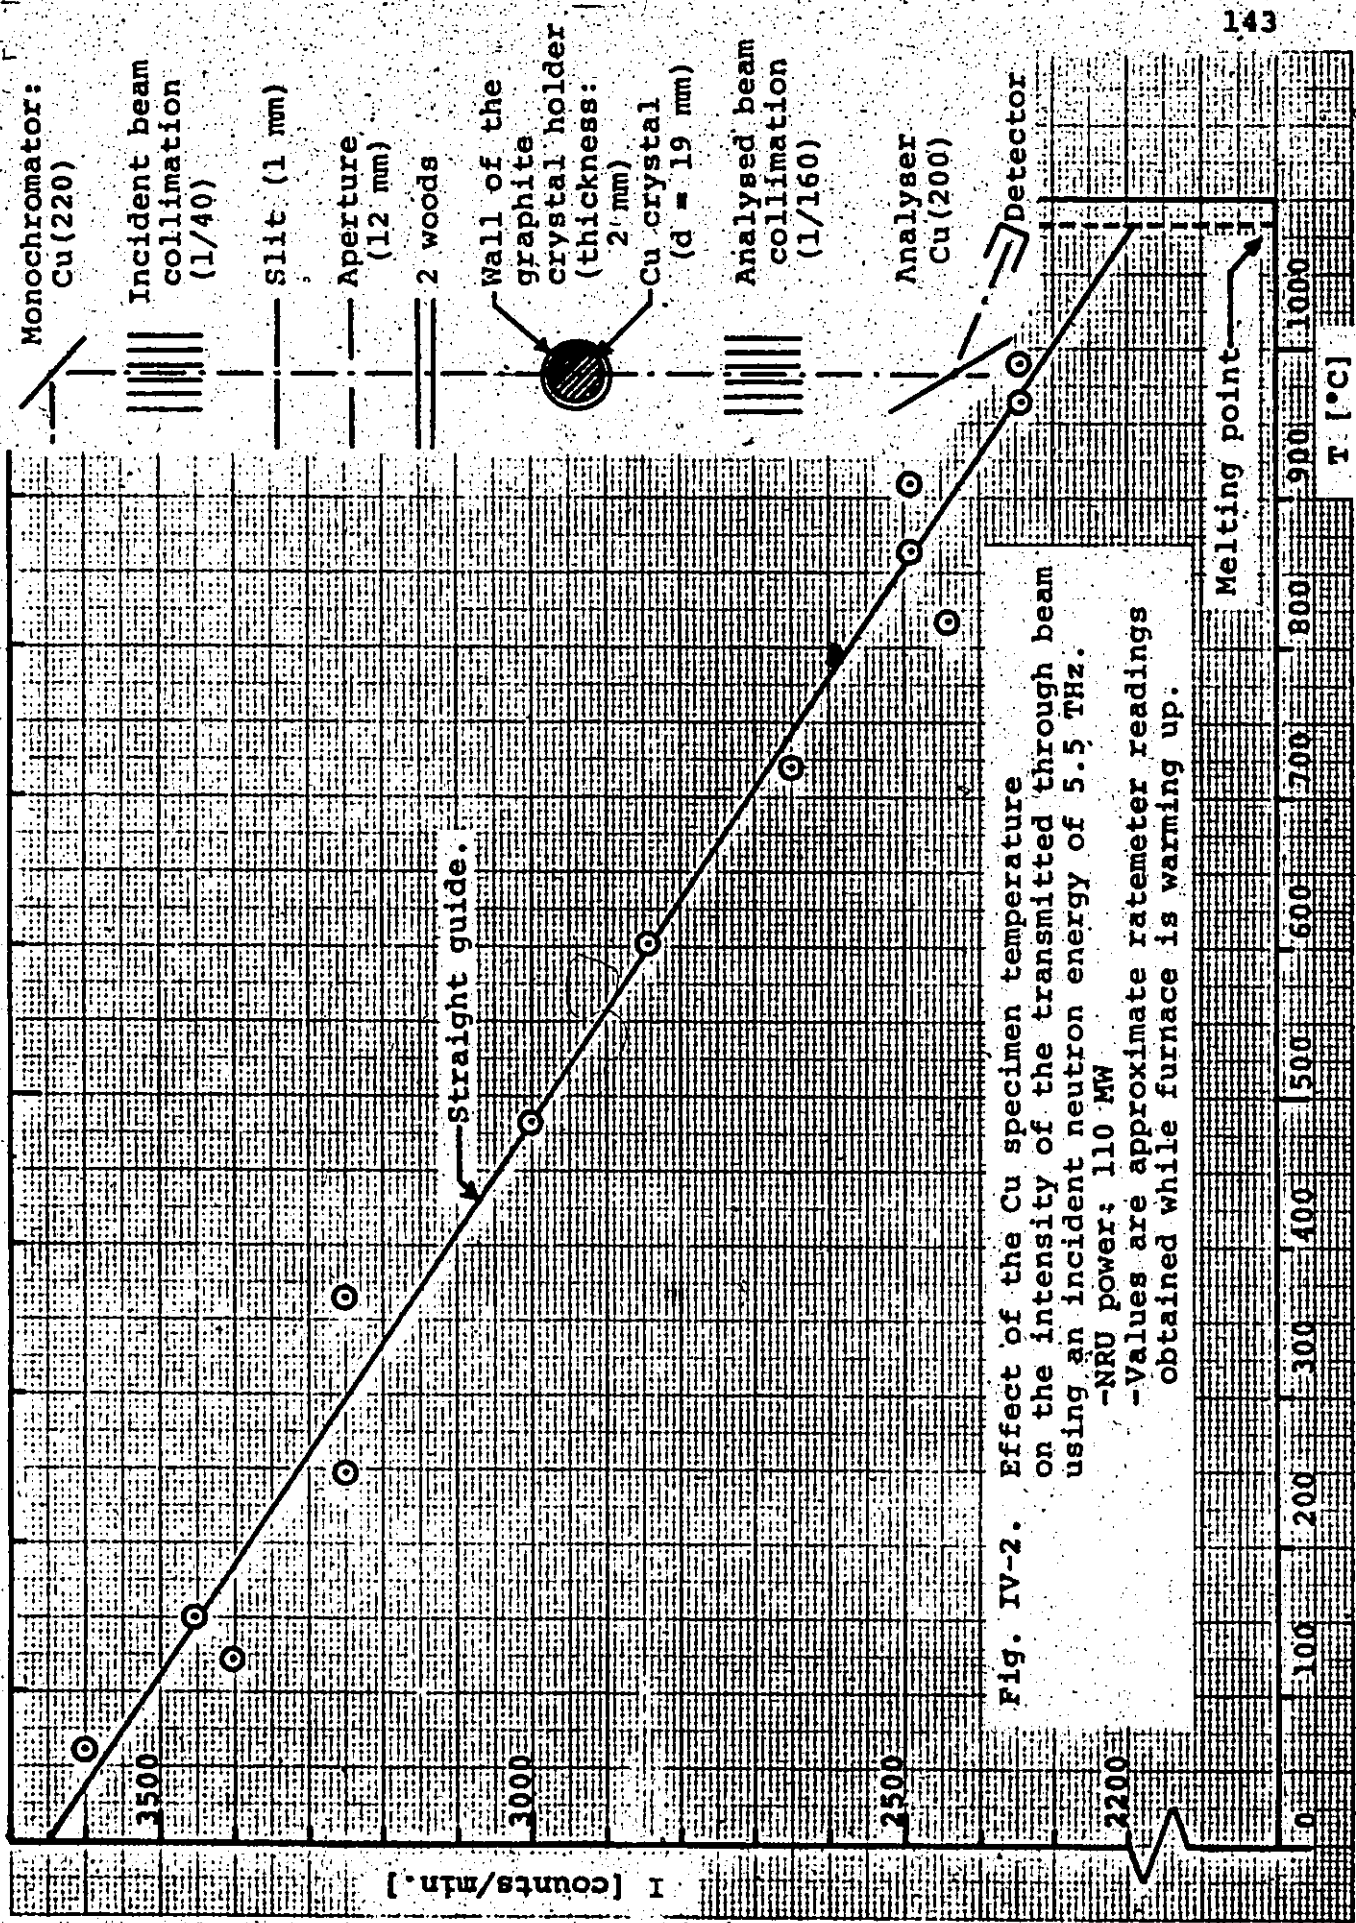 143
Monochromator:
Cu(220)
Incident beam
collimation
(1/40)
Slit (1 mm)
Aperture
(12 mm)
2 woods
Wall of the
graphite
crystal holder
(thickness:
2 mm)
Cu crystal
(d = 19 mm)
Analysed beam
collimation
(1/160)
Analyser
Cu(200)
Detector
Straight guide.
I
[counts/min.]
3500
3000
2500
2200
0
100
200
300
400
500
600
700
800
900
1000
T [°C]
Melting point
Fig. IV-2. Effect of the Cu specimen temperature
on the intensity of the transmitted through beam
using an incident neutron energy of 5.5 THz.
-NRU power: 110 MW
-Values are approximate ratemeter readings
obtained while furnace is warming up.